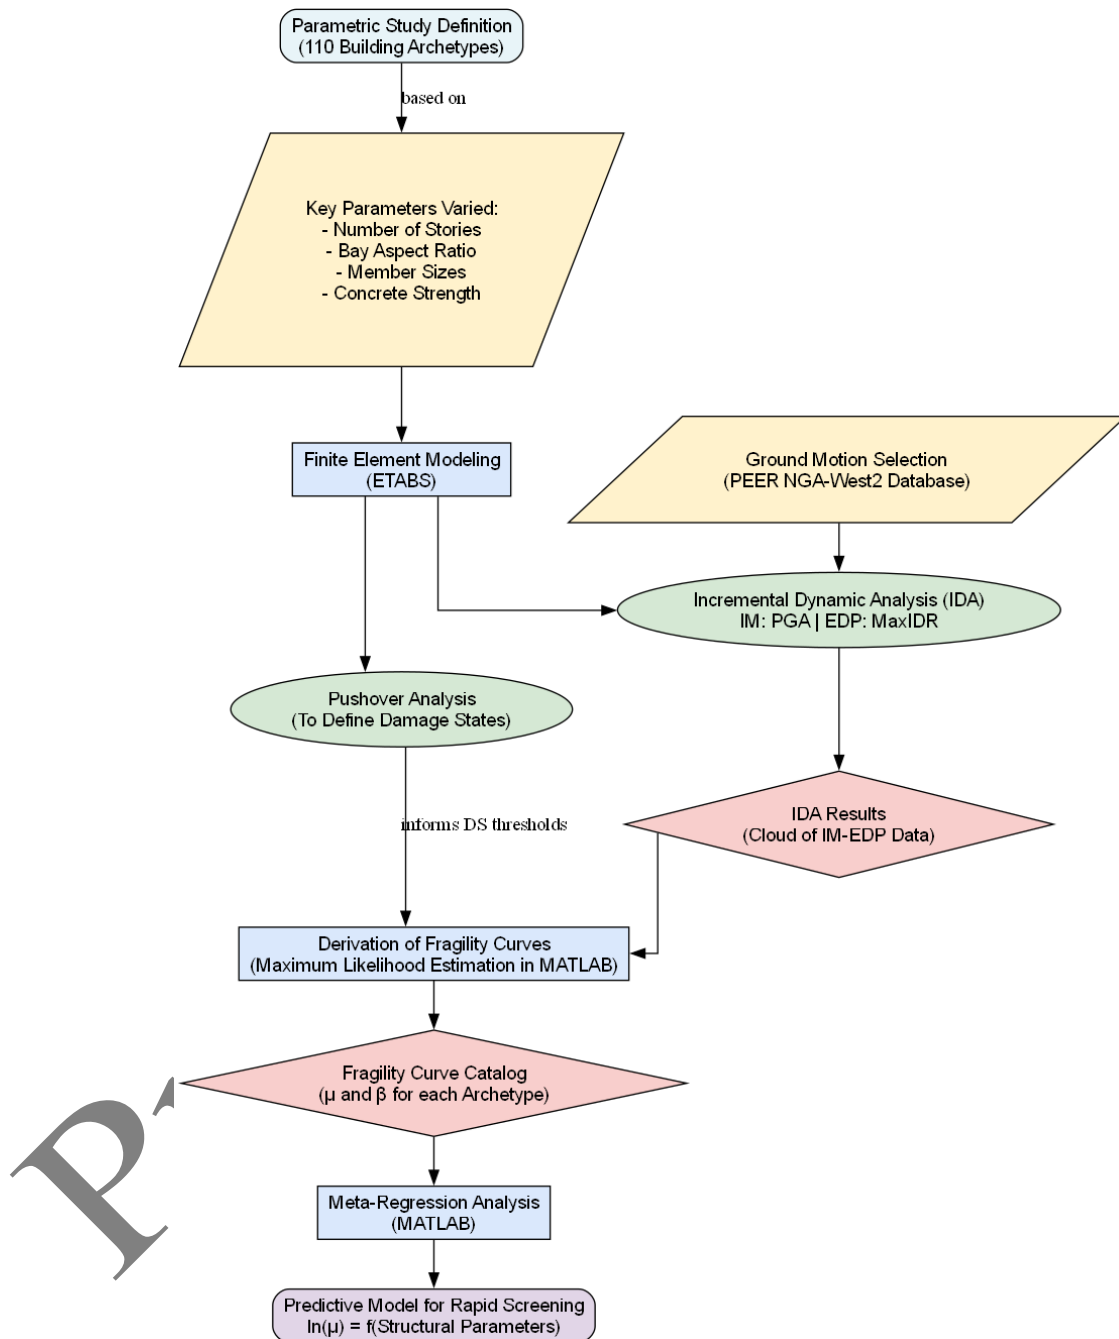 Parametric Study Definition
(110 Building Archetypes)
based on
Key Parameters Varied:
- Number of Stories
- Bay Aspect Ratio
- Member Sizes
- Concrete Strength
Finite Element Modeling
(ETABS)
Ground Motion Selection
(PEER NGA-West2 Database)
Incremental Dynamic Analysis (IDA)
IM: PGA | EDP: MaxIDR
Pushover Analysis
(To Define Damage States)
informs DS thresholds
IDA Results
(Cloud of IM-EDP Data)
Derivation of Fragility Curves
(Maximum Likelihood Estimation in MATLAB)
Fragility Curve Catalog
(μ and β for each Archetype)
Meta-Regression Analysis
(MATLAB)
Predictive Model for Rapid Screening
ln(μ) = f(Structural Parameters)